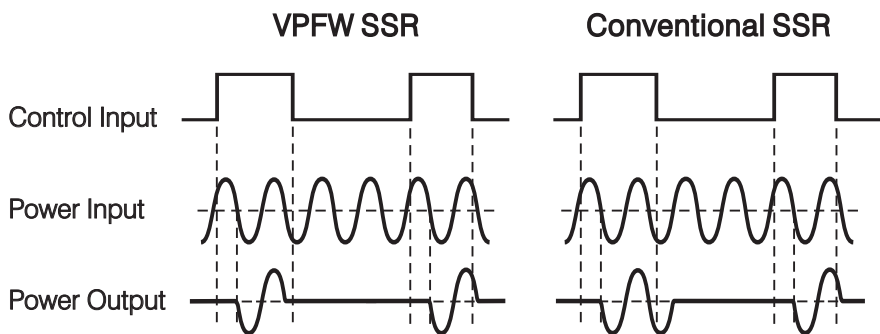 VPFW SSR
Conventional SSR
Control Input
Power Input
Power Output